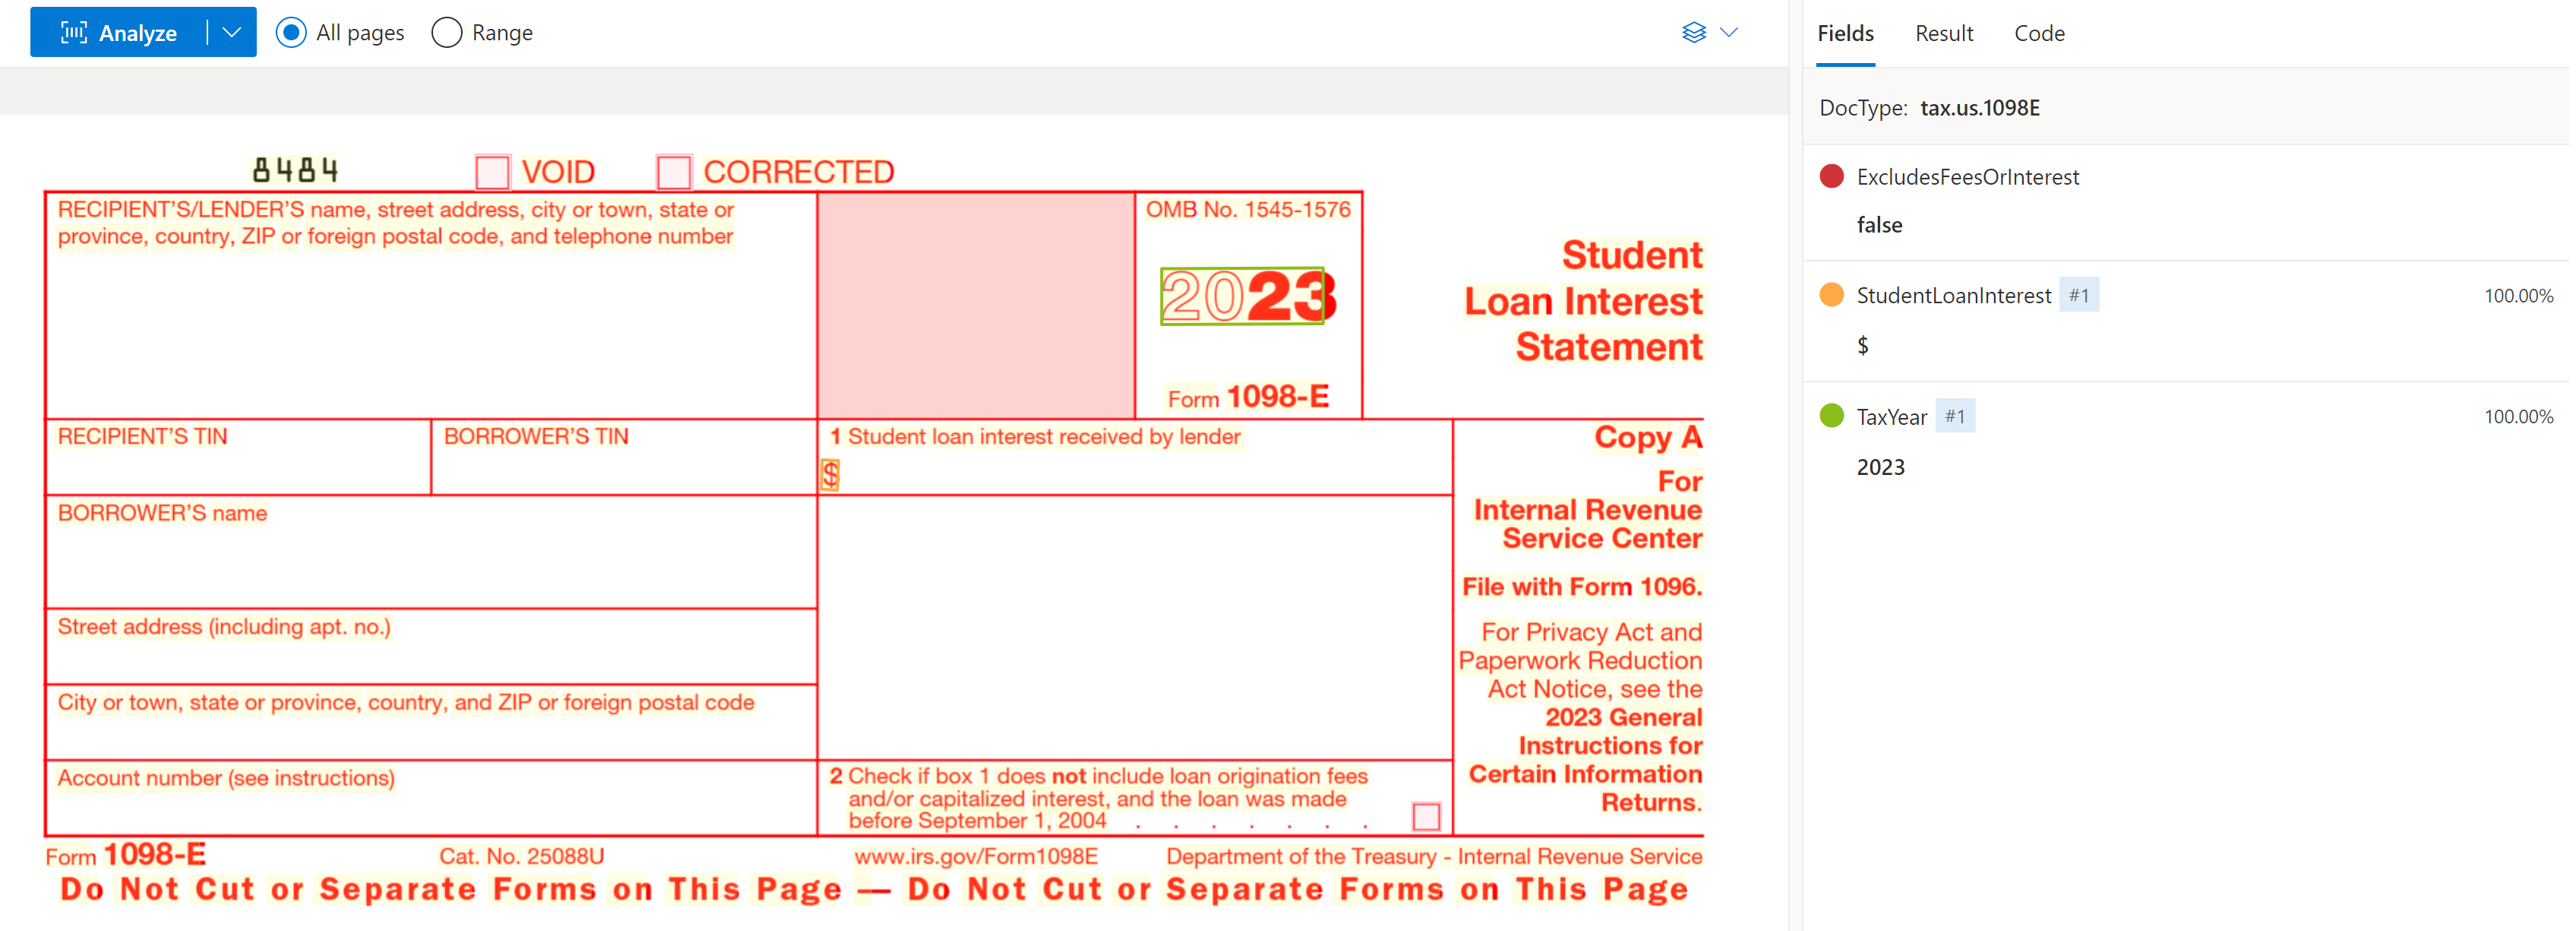 Analyze
All pages
Range
Fields
Result
Code
DocType: tax.us.1098E
ExcludesFeesOrInterest
false
StudentLoanInterest #1 100.00%
$
TaxYear #1 100.00%
2023
8484
VOID
CORRECTED
RECIPIENT'S/LENDER'S name, street address, city or town, state or
province, country, ZIP or foreign postal code, and telephone number
OMB No. 1545-1576
2023
Form 1098-E
Student
Loan Interest
Statement
RECIPIENT'S TIN
BORROWER'S TIN
1 Student loan interest received by lender
$
Copy A
For
Internal Revenue
Service Center
File with Form 1096.
For Privacy Act and
Paperwork Reduction
Act Notice, see the
2023 General
Instructions for
Certain Information
Returns.
BORROWER'S name
Street address (including apt. no.)
City or town, state or province, country, and ZIP or foreign postal code
Account number (see instructions)
2 Check if box 1 does not include loan origination fees
and/or capitalized interest, and the loan was made
before September 1, 2004 . . . . . . .
Form 1098-E
Cat. No. 25088U
www.irs.gov/Form1098E
Department of the Treasury - Internal Revenue Service
Do Not Cut or Separate Forms on This Page — Do Not Cut or Separate Forms on This Page